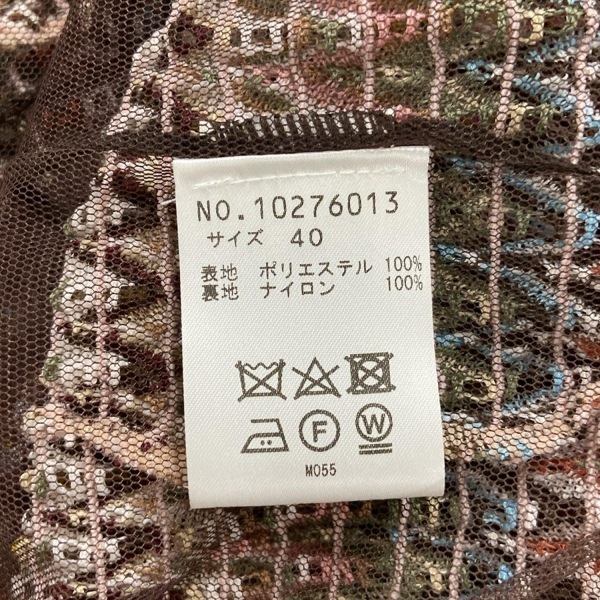 NO.10276013
サイズ 40
表地 ポリエステル 100%
裏地 ナイロン 100%
F W
M055